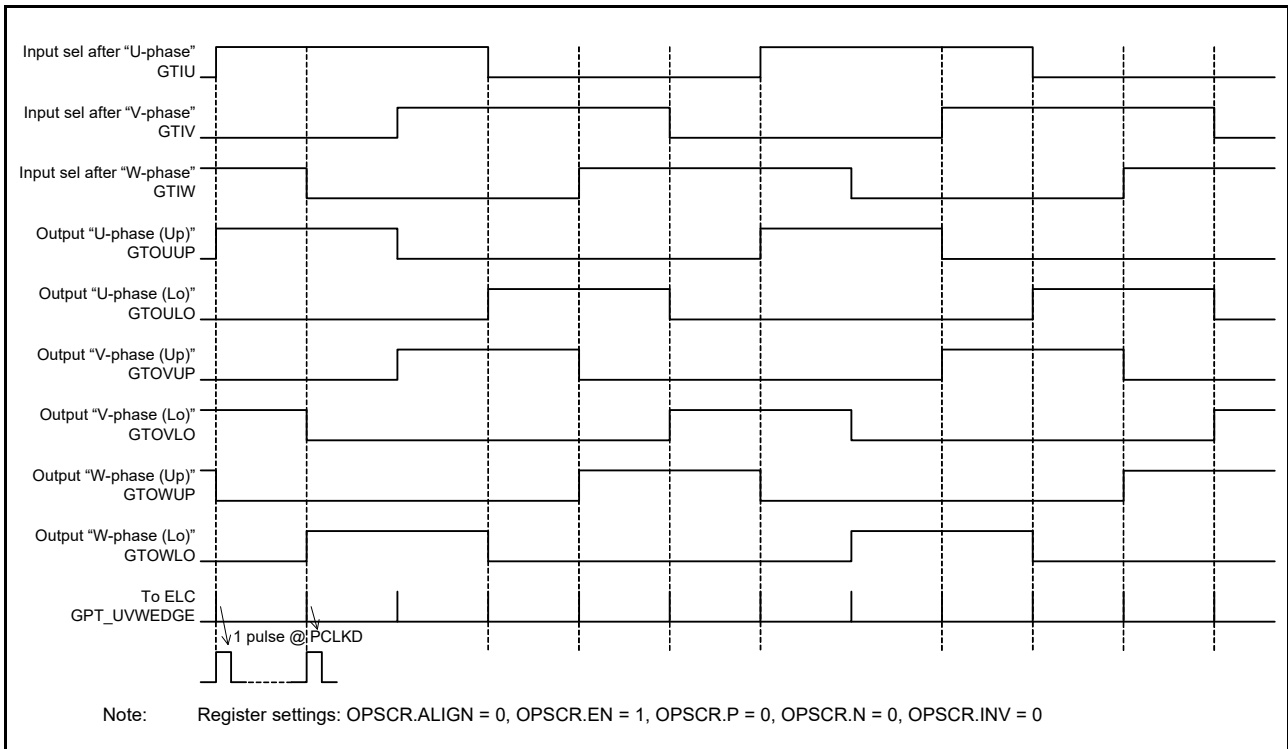 Input sel after “U-phase”
GTIU
Input sel after “V-phase”
GTIV
Input sel after “W-phase”
GTIW
Output “U-phase (Up)”
GTOUUP
Output “U-phase (Lo)”
GTOULO
Output “V-phase (Up)”
GTOVUP
Output “V-phase (Lo)”
GTOVLO
Output “W-phase (Up)”
GTOWUP
Output “W-phase (Lo)”
GTOWLO
To ELC
GPT_UVWEDGE
1 pulse @ PCLKD
Note: Register settings: OPSCR.ALIGN = 0, OPSCR.EN = 1, OPSCR.P = 0, OPSCR.N = 0, OPSCR.INV = 0